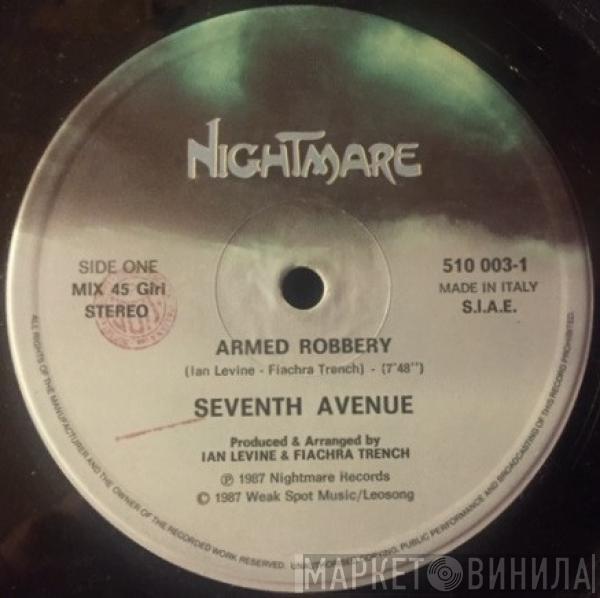 NIGHTMARE
SIDE ONE
MIX 45 Giri
STEREO
510 003-1
MADE IN ITALY
S.I.A.E.
ARMED ROBBERY
(Ian Levine - Fiachra Trench) - (7'48'')
SEVENTH AVENUE
Produced & Arranged by
IAN LEVINE & FIACHRA TRENCH
℗ 1987 Nightmare Records
© 1987 Weak Spot Music/Leosong
ALL RIGHTS OF THE MANUFACTURER AND THE OWNER OF THE RECORDED WORK RESERVED. UNAUTHORISED COPYING, PUBLIC PERFORMANCE AND BROADCASTING OF THIS RECORD PROHIBITED.
МАРКЕТ ВИНИЛА